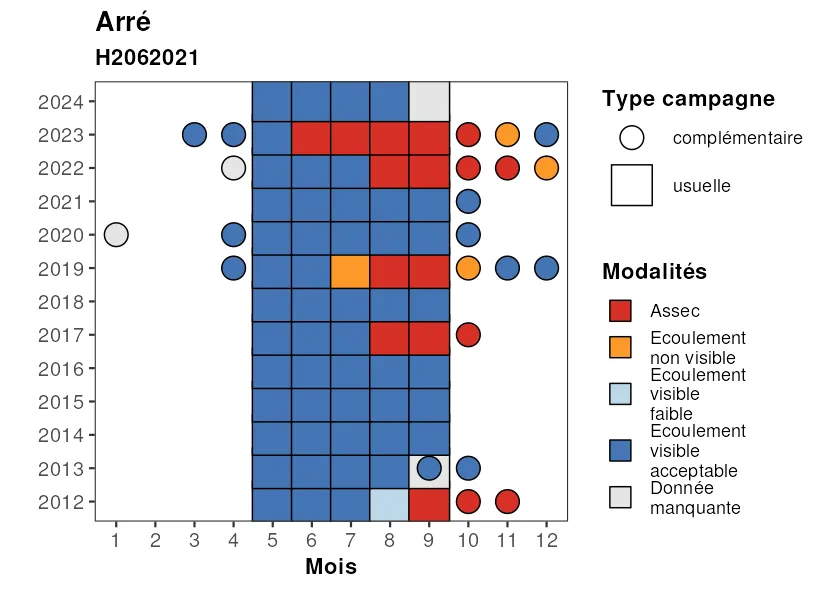 Arré
H2062021
2024
2023
2022
2021
2020
2019
2018
2017
2016
2015
2014
2013
2012
1 2 3 4 5 6 7 8 9 10 11 12
Mois
Type campagne
complémentaire
usuelle
Modalités
Assec
Ecoulement
non visible
Ecoulement
visible
faible
Ecoulement
visible
acceptable
Donnée
manquante